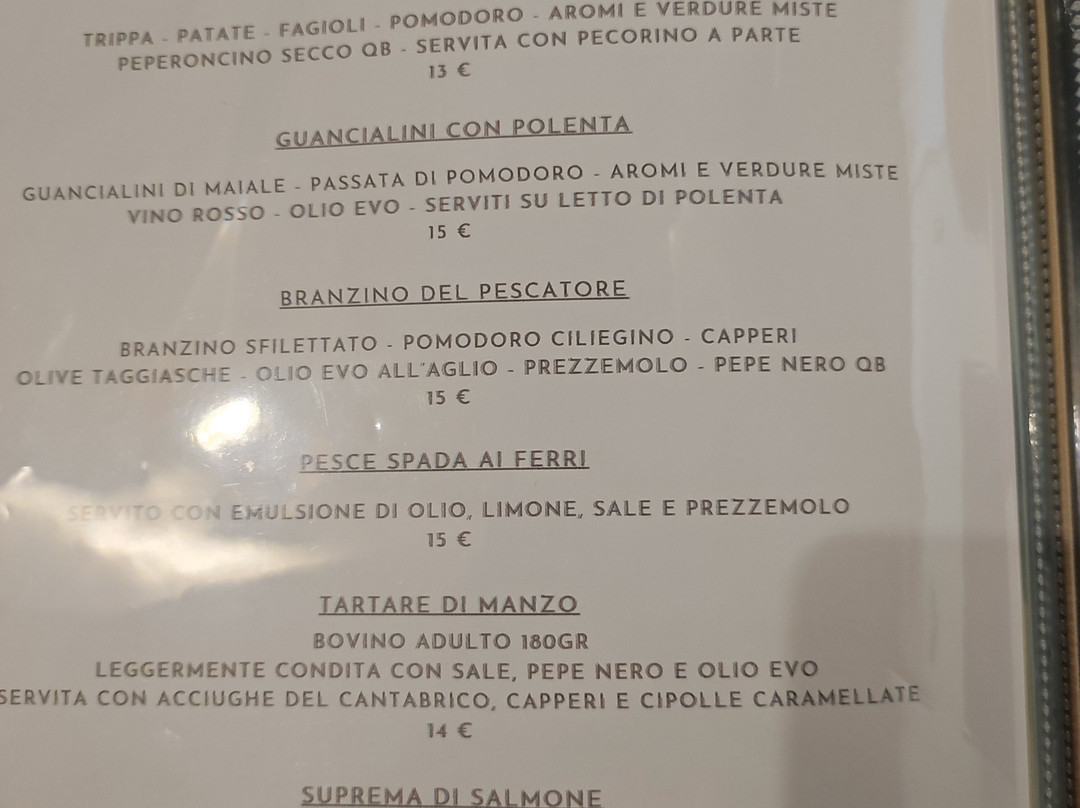 TRIPPA - PATATE - FAGIOLI - POMODORO - AROMI E VERDURE MISTE
PEPERONCINO SECCO QB - SERVITA CON PECORINO A PARTE
13 €
GUANCIALINI CON POLENTA
GUANCIALINI DI MAIALE - PASSATA DI POMODORO - AROMI E VERDURE MISTE
VINO ROSSO - OLIO EVO - SERVITI SU LETTO DI POLENTA
15 €
BRANZINO DEL PESCATORE
BRANZINO SFILETTATO - POMODORO CILIEGINO - CAPPERI
OLIVE TAGGIASCHE - OLIO EVO ALL'AGLIO - PREZZEMOLO - PEPE NERO QB
15 €
PESCE SPADA AI FERRI
SERVITO CON EMULSIONE DI OLIO, LIMONE, SALE E PREZZEMOLO
15 €
TARTARE DI MANZO
BOVINO ADULTO 180GR
LEGGERMENTE CONDITA CON SALE, PEPE NERO E OLIO EVO
SERVITA CON ACCIUGHE DEL CANTABRICO, CAPPERI E CIPOLLE CARAMELLATE
14 €
SUPREMA DI SALMONE